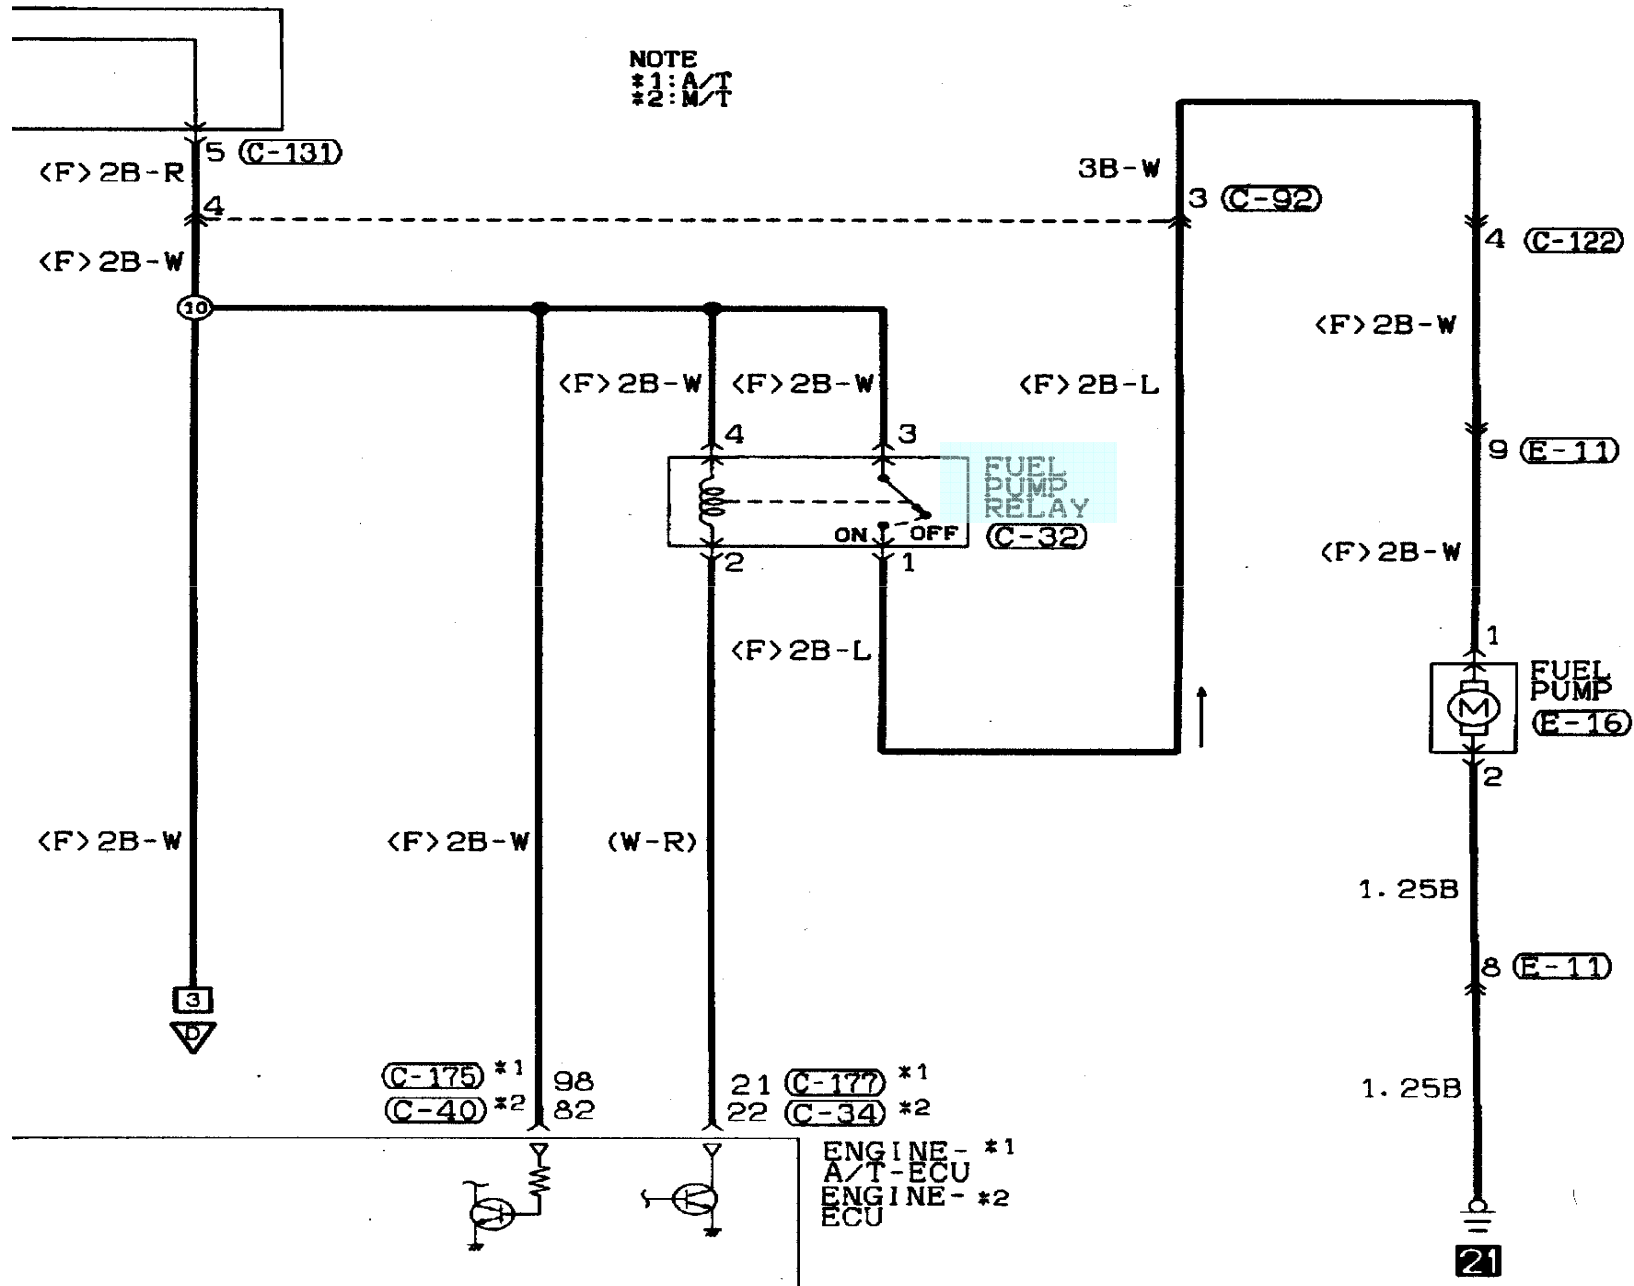 NOTE
*1:A/T
*2:M/T
5 C-131
<F>2B-R
3B-W
4
3 C-92
4 C-122
<F>2B-W
10
<F>2B-W
<F>2B-W
<F>2B-W
<F>2B-L
4
3
9 E-11
FUEL
PUMP
RELAY
ON OFF
C-32
<F>2B-W
2
1
1
<F>2B-L
FUEL
PUMP
M
E-16
2
<F>2B-W
<F>2B-W
(W-R)
1.25B
8 E-11
3
D
C-175 *1 98
21 C-177 *1
1.25B
C-40 *2 82
22 C-34 *2
ENGINE- *1
A/T-ECU
ENGINE- *2
ECU
21